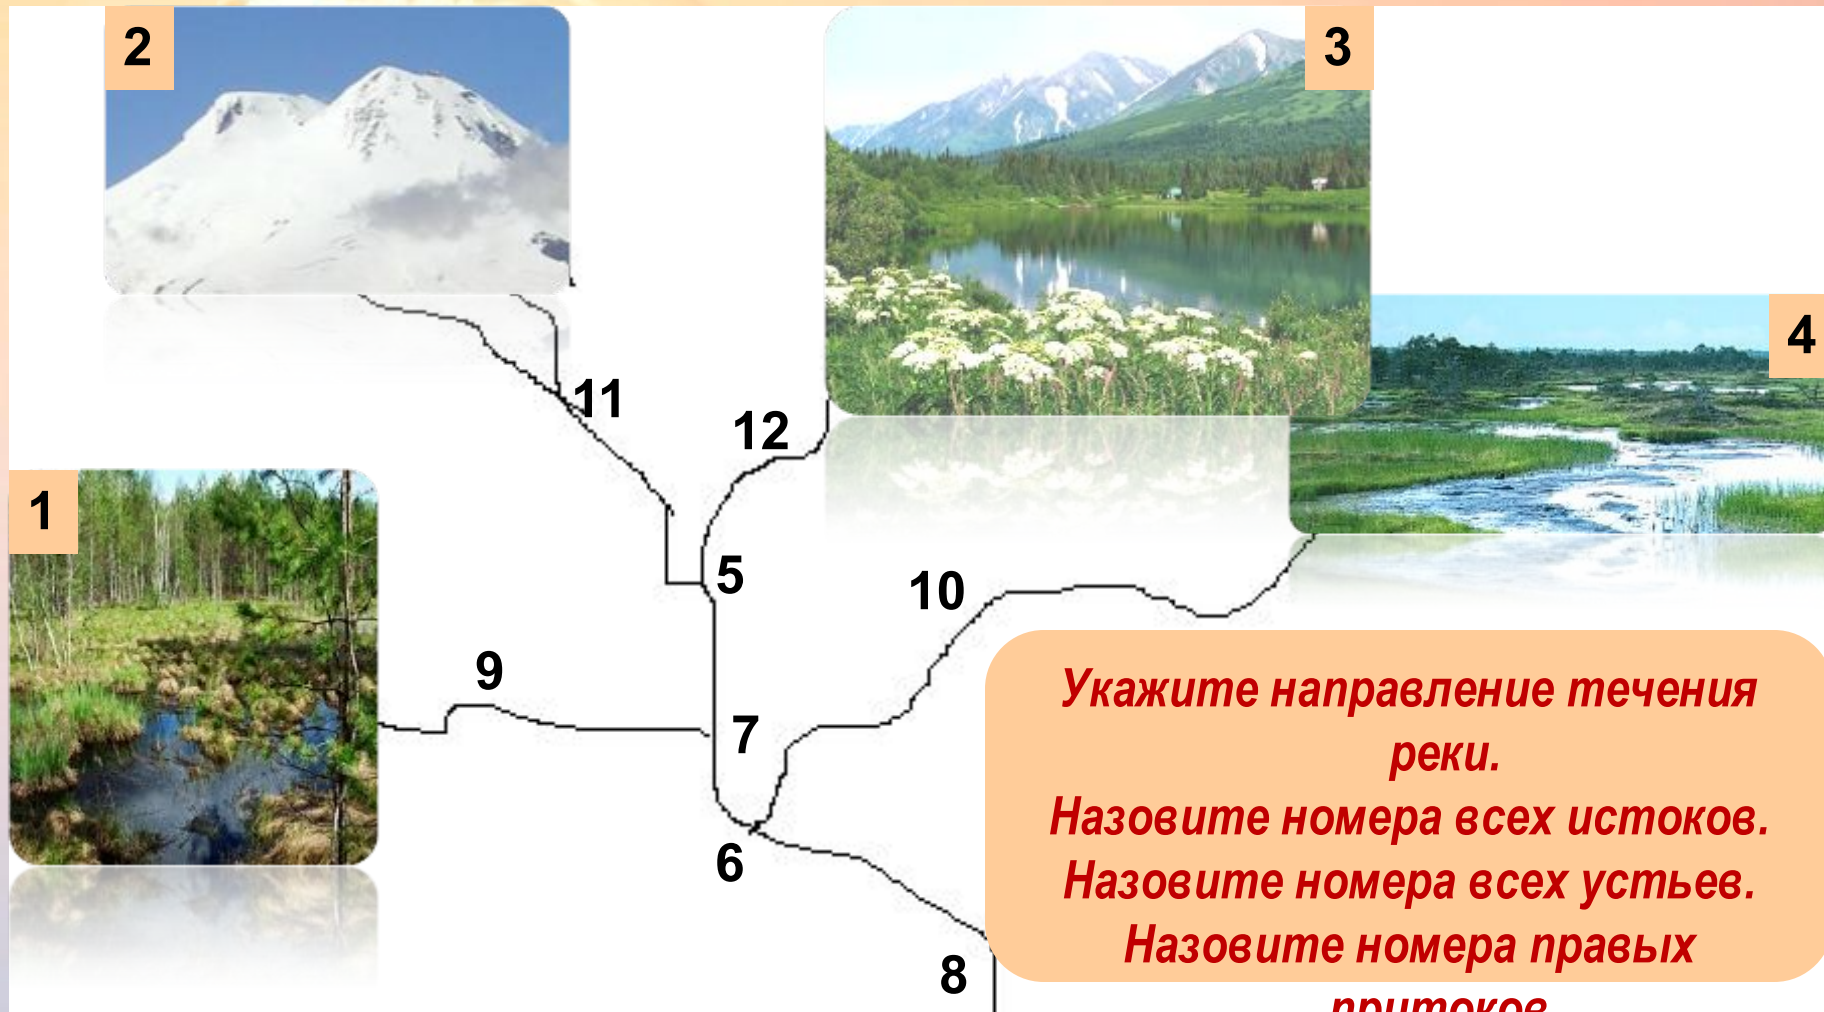 2
3
4
11
12
1
5
10
9
7
6
8
Укажите направление течения
реки.
Назовите номера всех истоков.
Назовите номера всех устьев.
Назовите номера правых
притоков